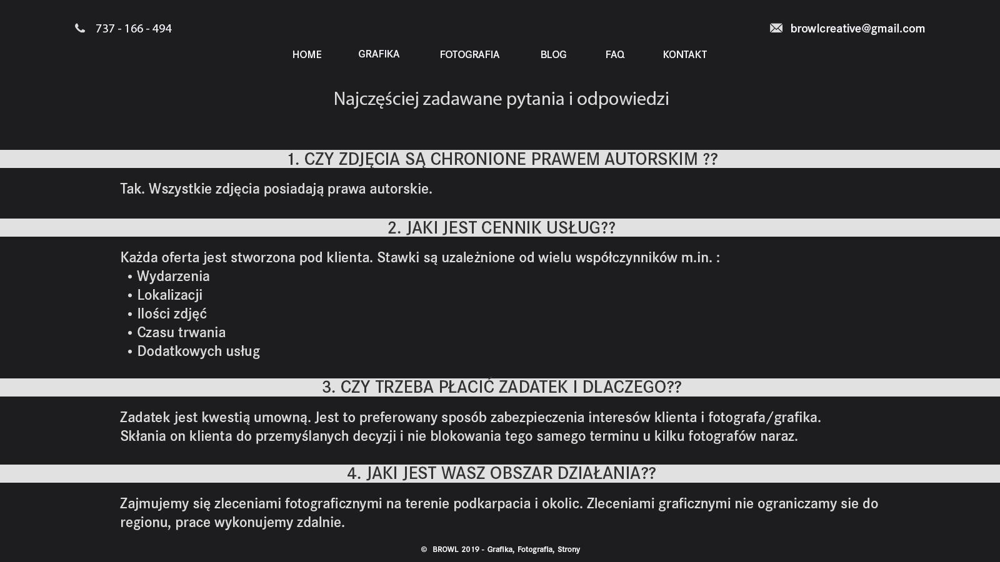 737 - 166 - 494
browlcreative@gmail.com
HOME GRAFIKA FOTOGRAFIA BLOG FAQ KONTAKT
Najczęściej zadawane pytania i odpowiedzi
1. CZY ZDJĘCIA SĄ CHRONIONE PRAWEM AUTORSKIM ??
Tak. Wszystkie zdjęcia posiadają prawa autorskie.
2. JAKI JEST CENNIK USŁUG??
Każda oferta jest stworzona pod klienta. Stawki są uzależnione od wielu współczynników m.in. :
• Wydarzenia
• Lokalizacji
• Ilości zdjęć
• Czasu trwania
• Dodatkowych usług
3. CZY TRZEBA PŁACIĆ ZADATEK I DLACZEGO??
Zadatek jest kwestią umowną. Jest to preferowany sposób zabezpieczenia interesów klienta i fotografa/grafika.
Skłania on klienta do przemyślanych decyzji i nie blokowania tego samego terminu u kilku fotografów naraz.
4. JAKI JEST WASZ OBSZAR DZIAŁANIA??
Zajmujemy się zleceniami fotograficznymi na terenie podkarpacia i okolic. Zleceniami graficznymi nie ograniczamy sie do
regionu, prace wykonujemy zdalnie.
© BROWL 2019 - Grafika, Fotografia, Strony